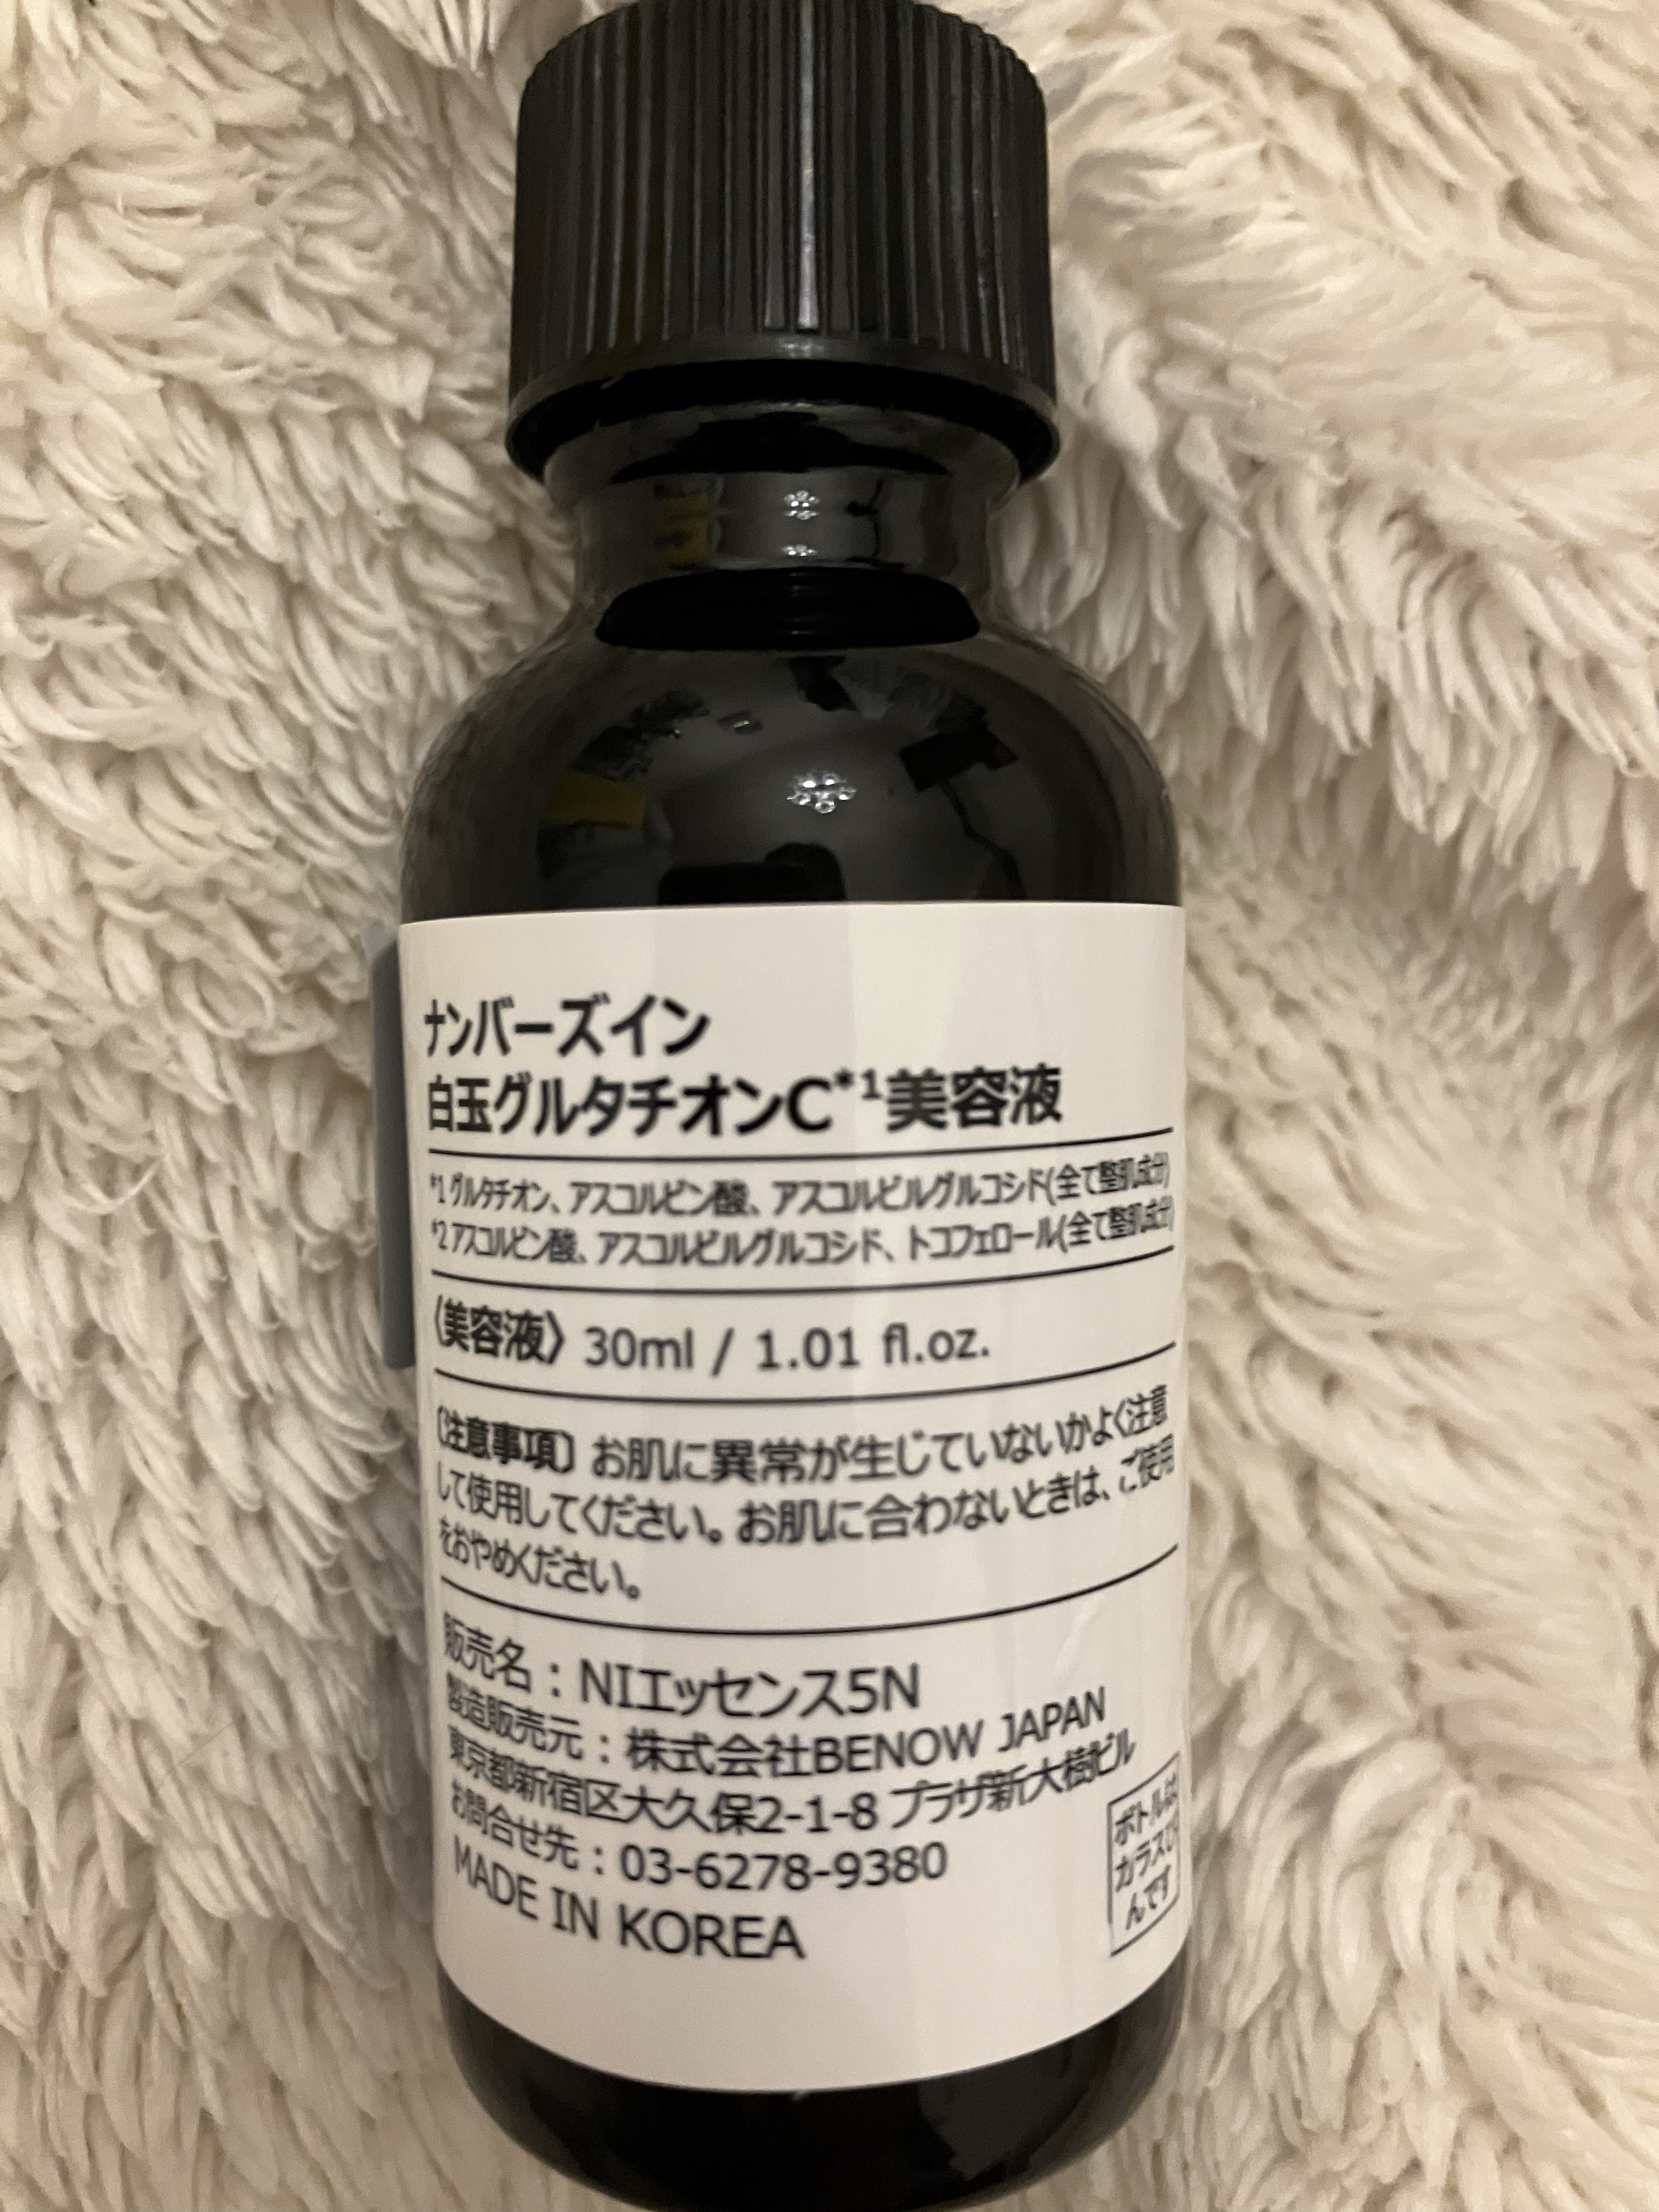 ナンバーズイン
白玉グルタチオンC*1美容液
*1 グルタチオン、アスコルビン酸、アスコルビルグルコシド(全て整肌成分)
*2 アスコルビン酸、アスコルビルグルコシド、トコフェロール(全て整肌成分)
〈美容液〉 30ml / 1.01 fl.oz.
〔注意事項〕 お肌に異常が生じていないかよく注意
して使用してください。お肌に合わないときは、ご使用
をおやめください。
販売名：NIエッセンス5N
製造販売元：株式会社BENOW JAPAN
東京都新宿区大久保2-1-8 プラザ新大樹ビル
お問合せ先：03-6278-9380
MADE IN KOREA
ボトルは
ガラスび
んです